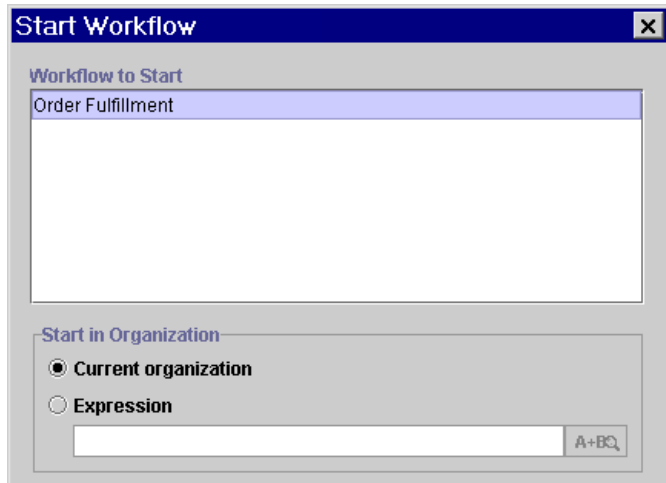 Start Workflow
Workflow to Start
Order Fulfillment
Start in Organization
Current organization
Expression
A+B